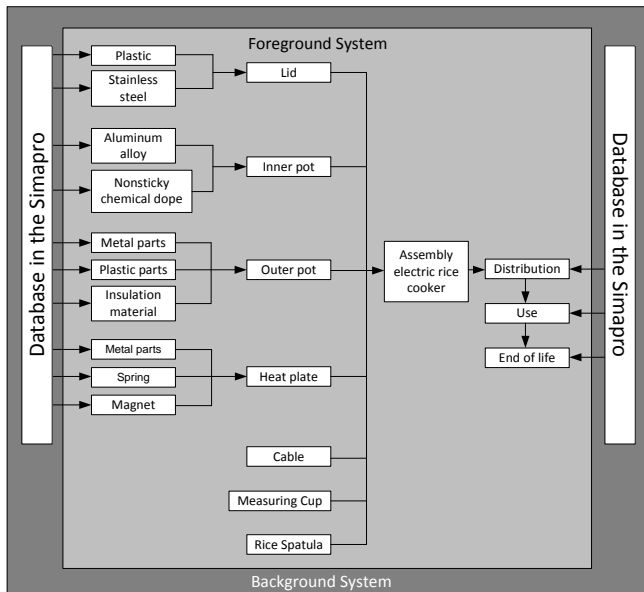 Foreground System
Database in the Simapro
Plastic
Stainless
steel
Lid
Aluminum
alloy
Nonsticky
chemical dope
Inner pot
Metal parts
Plastic parts
Insulation
material
Outer pot
Metal parts
Spring
Magnet
Heat plate
Cable
Measuring Cup
Rice Spatula
Assembly
electric rice
cooker
Distribution
Use
End of life
Database in the Simapro
Background System